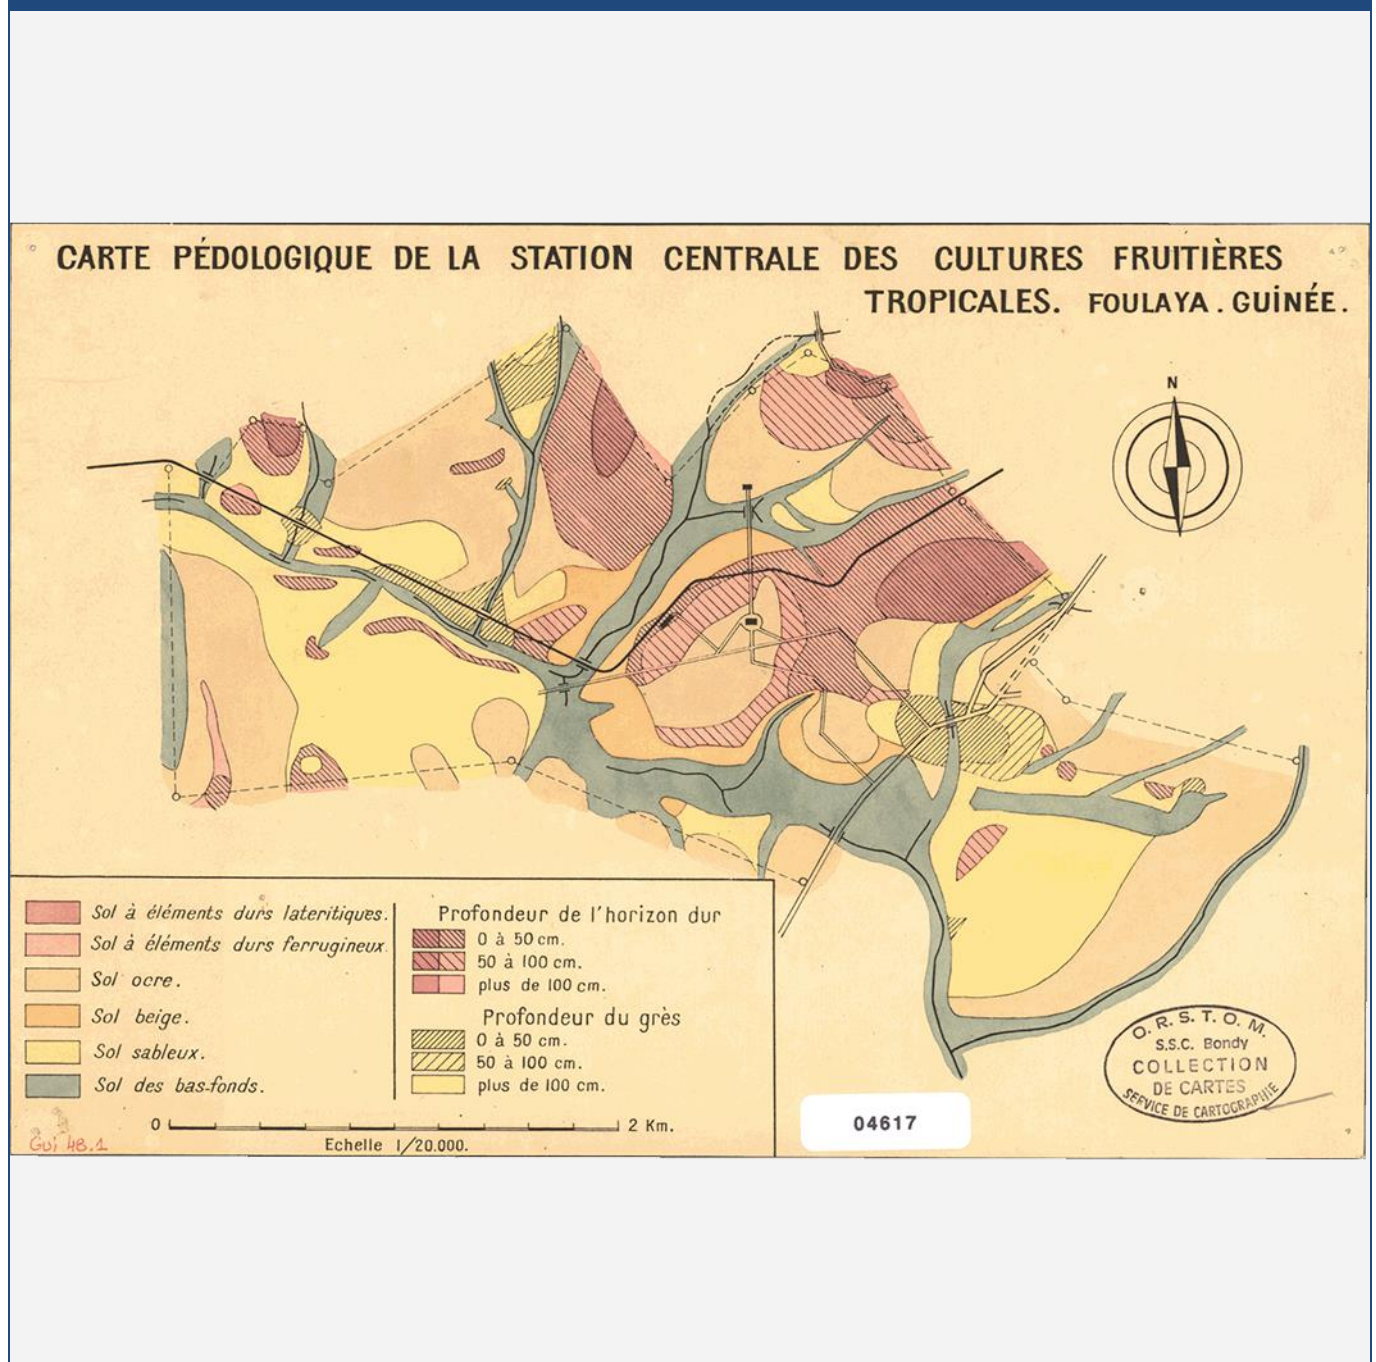 CARTE PÉDOLOGIQUE DE LA STATION CENTRALE DES CULTURES FRUITIÈRES
TROPICALES. FOULAYA. GUİNÉE.
N
Sol à éléments durs lateritiques.
Sol à éléments durs ferrugineux.
Sol ocre.
Sol beige.
Sol sableux.
Sol des bas-fonds.
Profondeur de l'horizon dur
0 à 50 cm.
50 à 100 cm.
plus de 100 cm.
Profondeur du grès
0 à 50 cm.
50 à 100 cm.
plus de 100 cm.
0 2 Km.
Echelle 1/20.000.
Gui 48.1
04617
O. R. S. T. O. M.
S.S.C. Bondy
COLLECTION
DE CARTES
SERVICE DE CARTOGRAPHIE